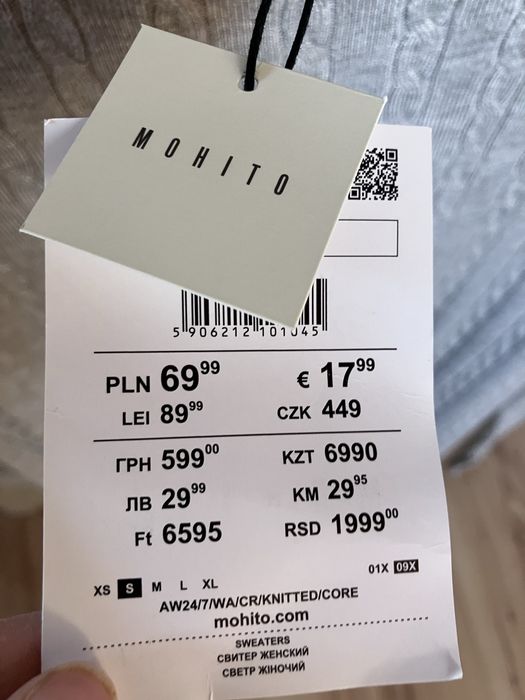 MOHITO
5 906212 101045
PLN 69⁹⁹ € 17⁹⁹
LEI 89⁹⁹ CZK 449
ГРН 599⁰⁰ KZT 6990
ЛВ 29⁹⁹ KM 29⁹⁵
Ft 6595 RSD 1999⁰⁰
01X 09X
XS S M L XL
AW24/7/WA/CR/KNITTED/CORE
mohito.com
SWEATERS
СВИТЕР ЖЕНСКИЙ
СВЕТР ЖІНОЧИЙ